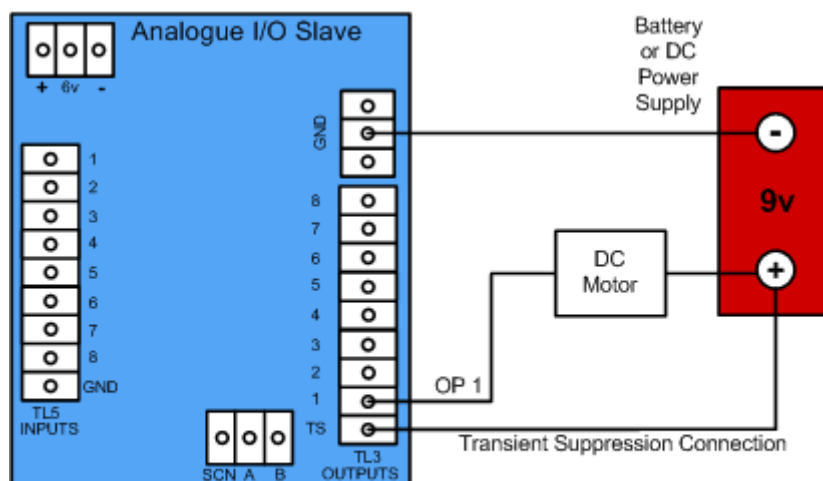 Analogue I/O Slave
+ 6v -
GND
1
2
3
4
5
6
7
8
GND
TL5
INPUTS
8
7
6
5
4
3
2
1
TS
TL3
OUTPUTS
SCN A B
OP 1
DC
Motor
Transient Suppression Connection
Battery
or DC
Power
Supply
-
9v
+